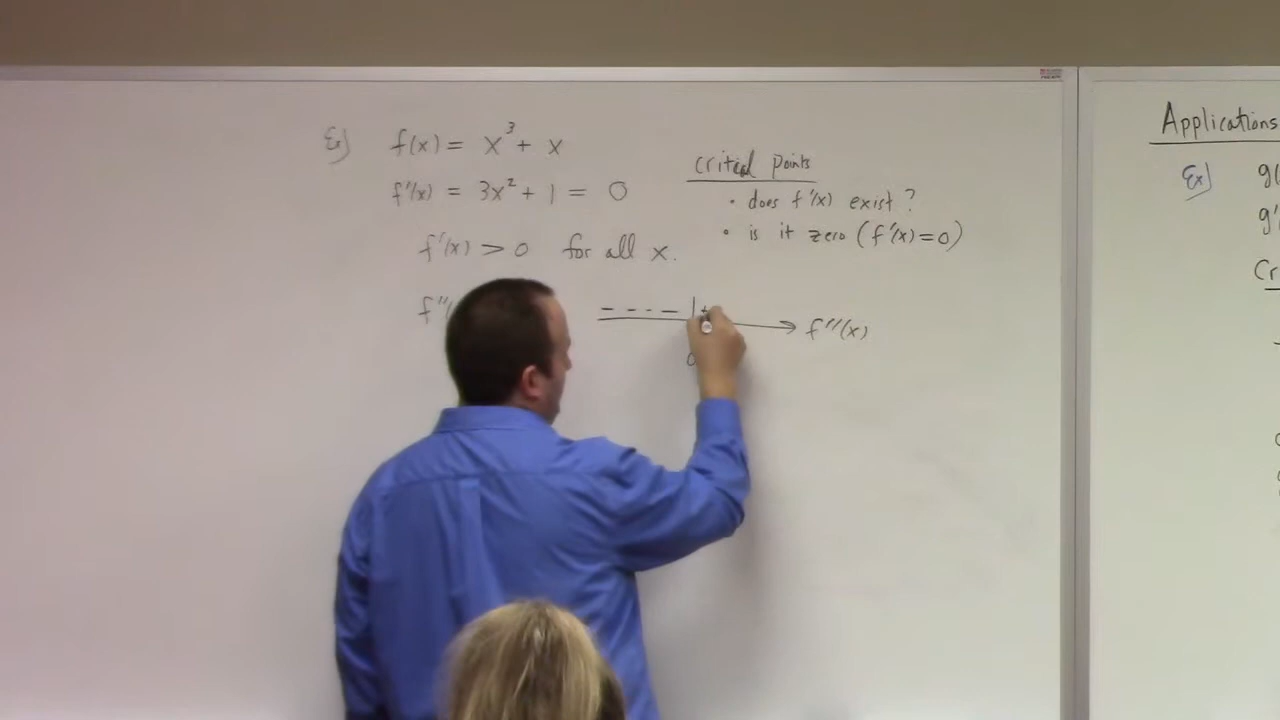 Ex) f(x) = x³ + x
f'(x) = 3x² + 1 = 0
f'(x) > 0 for all x.
f''(
- - - - | +
f''(x)
0
critical points
• does f'(x) exist?
• is it zero (f'(x)=0)
Applications
Ex) g(
g'
Cr